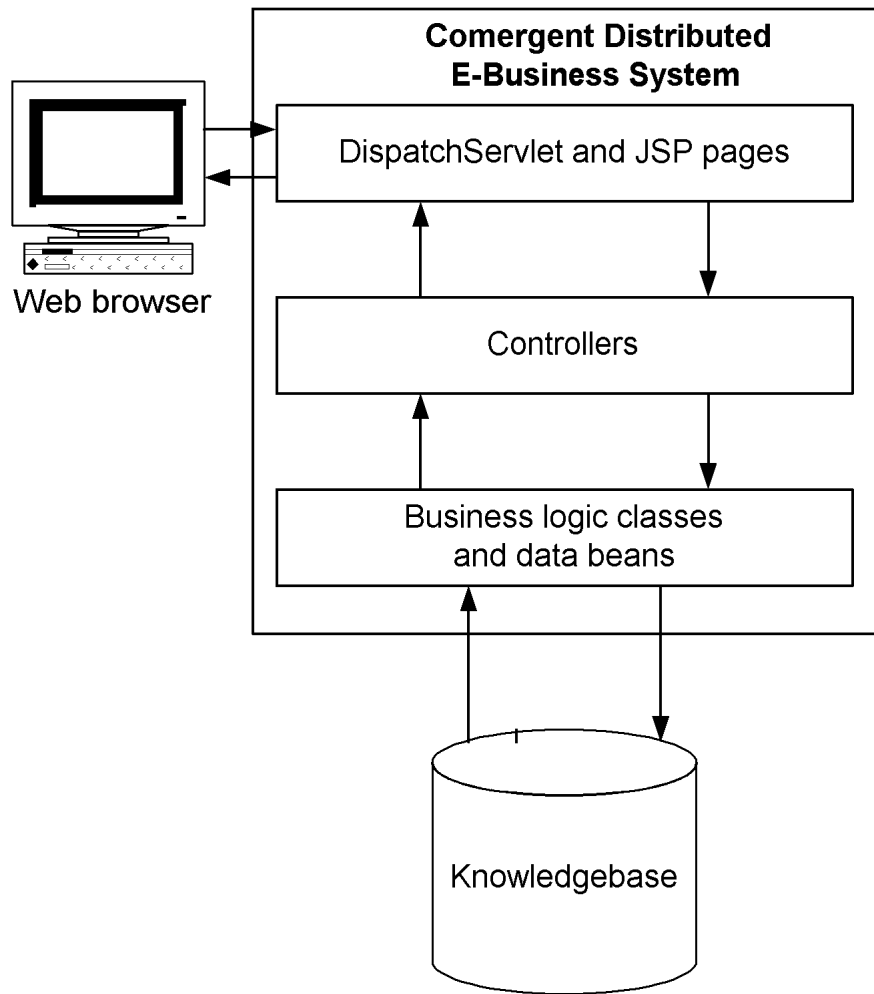 Comergent Distributed
E-Business System
DispatchServlet and JSP pages
Web browser
Controllers
Business logic classes
and data beans
Knowledgebase